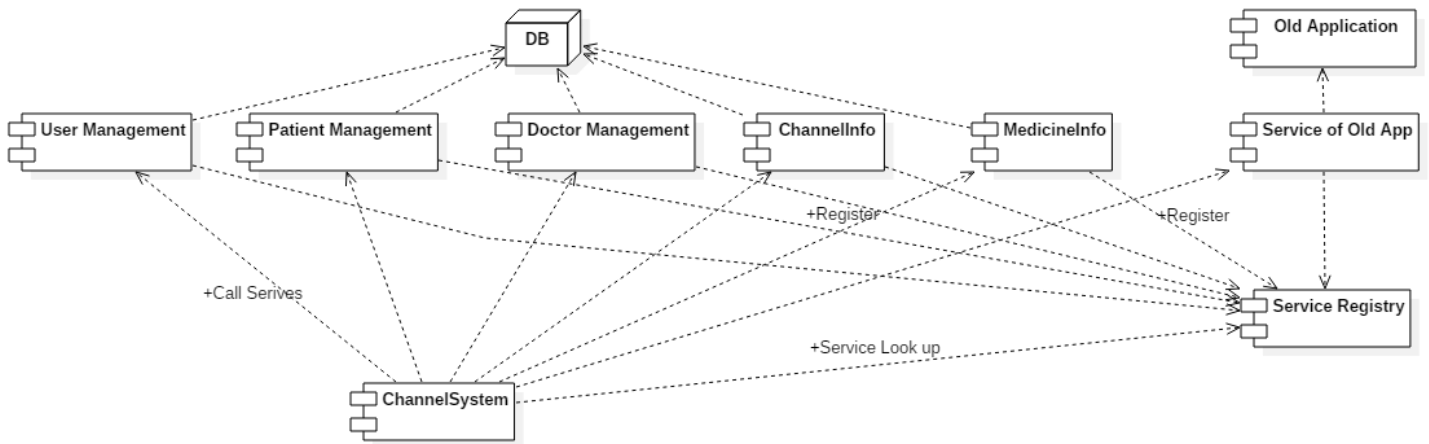 DB
Old Application
User Management
Patient Management
Doctor Management
ChannelInfo
MedicineInfo
Service of Old App
+Register
+Register
+Call Serives
Service Registry
+Service Look up
ChannelSystem